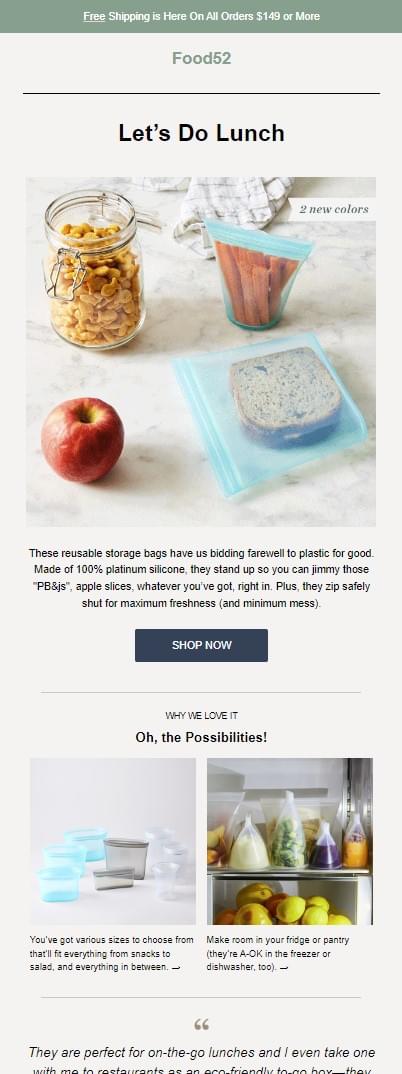 Free Shipping is Here On All Orders $149 or More
Food52
Let’s Do Lunch
2 new colors
These reusable storage bags have us bidding farewell to plastic for good.
Made of 100% platinum silicone, they stand up so you can jimmy those
"PB&js", apple slices, whatever you’ve got, right in. Plus, they zip safely
shut for maximum freshness (and minimum mess).
SHOP NOW
WHY WE LOVE IT
Oh, the Possibilities!
You’ve got various sizes to choose from
that’ll fit everything from snacks to
salad, and everything in between. →
Make room in your fridge or pantry
(they’re A-OK in the freezer or
dishwasher, too). →
“
They are perfect for on-the-go lunches and I even take one
with me to restaurants as an eco-friendly to-go box—they